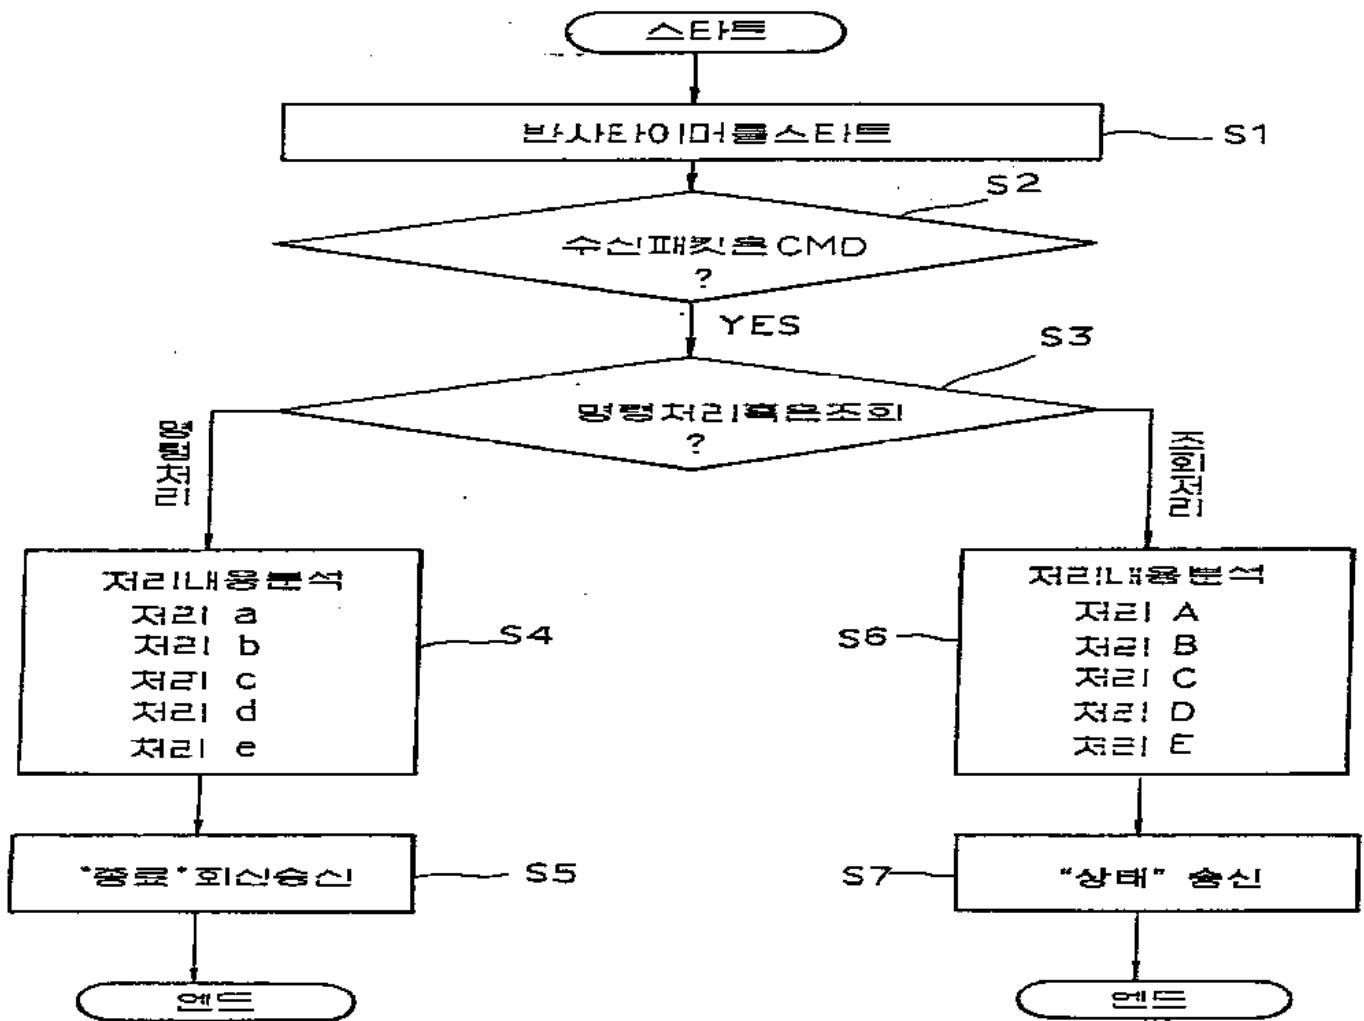 스타트
반사타이머를스타트
S1
S2
수신패킷은CMD
?
YES
S3
명령처리혹은조회
?
명령처리
조회처리
처리내용분석
처리 a
처리 b
처리 c
처리 d
처리 e
S4
처리내용분석
처리 A
처리 B
처리 C
처리 D
처리 E
S6
"종료"회신송신
S5
"상태" 송신
S7
엔드
엔드